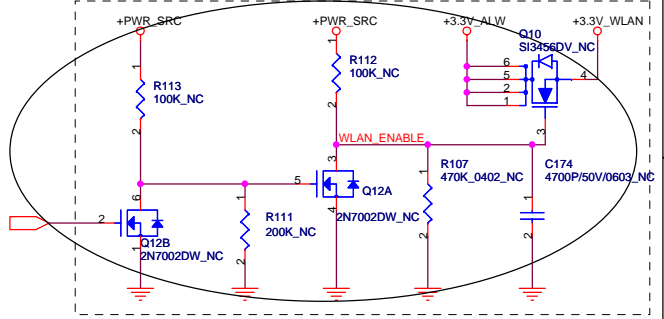 +PWR_SRC
+PWR_SRC
+3.3V_ALW
+3.3V_WLAN
Q10
SI3456DV_NC
1
1
R113
100K_NC
R112
100K_NC
6
5
2
1
4
2
2
3
WLAN_ENABLE
3
5
Q12A
2N7002DW_NC
4
R107
470K_0402_NC
1
2
C174
4700P/50V/0603_NC
1
2
6
2
Q12B
2N7002DW_NC
1
R111
200K_NC
1
2